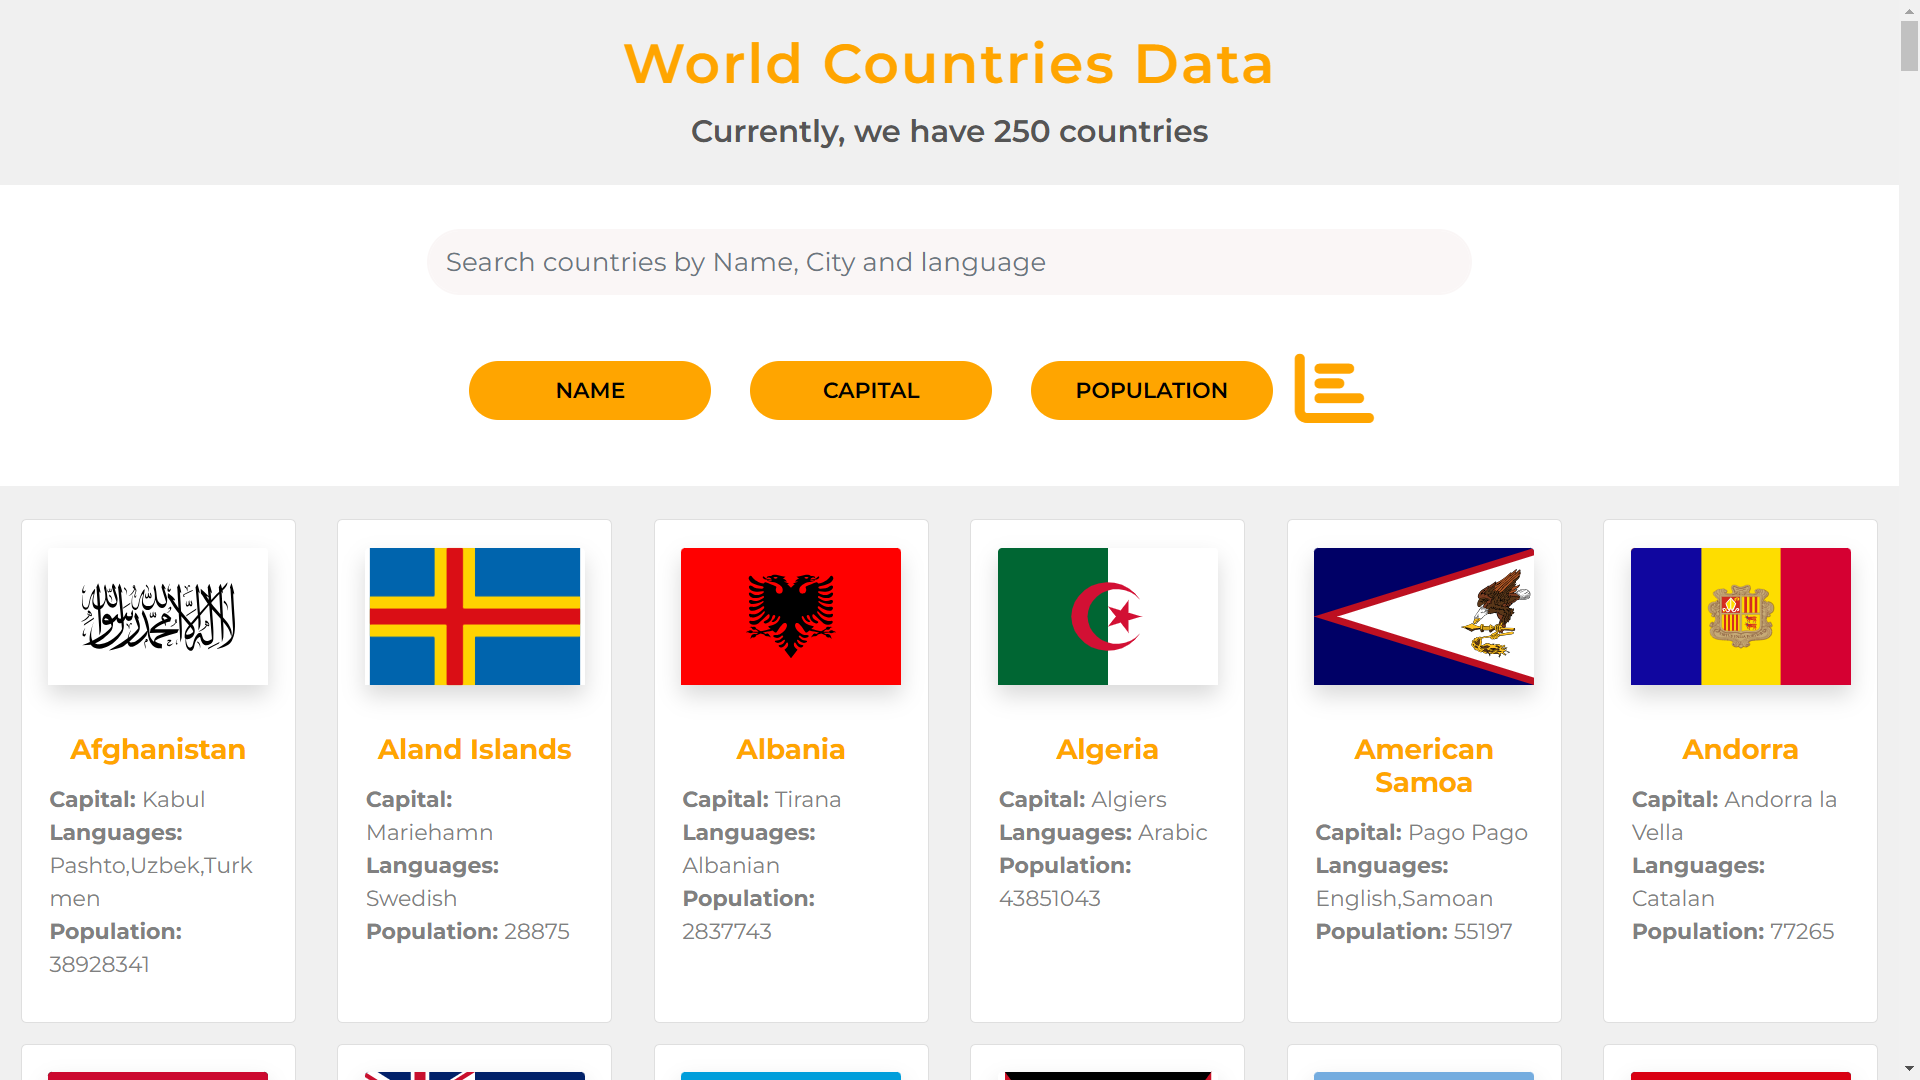 World Countries Data
Currently, we have 250 countries
Search countries by Name, City and language
NAME
CAPITAL
POPULATION
لا إله إلا الله محمد رسول الله
Afghanistan
Capital: Kabul
Languages:
Pashto,Uzbek,Turk
men
Population:
38928341
Aland Islands
Capital:
Mariehamn
Languages:
Swedish
Population: 28875
Albania
Capital: Tirana
Languages:
Albanian
Population:
2837743
Algeria
Capital: Algiers
Languages: Arabic
Population:
43851043
American
Samoa
Capital: Pago Pago
Languages:
English,Samoan
Population: 55197
Andorra
Capital: Andorra la
Vella
Languages:
Catalan
Population: 77265